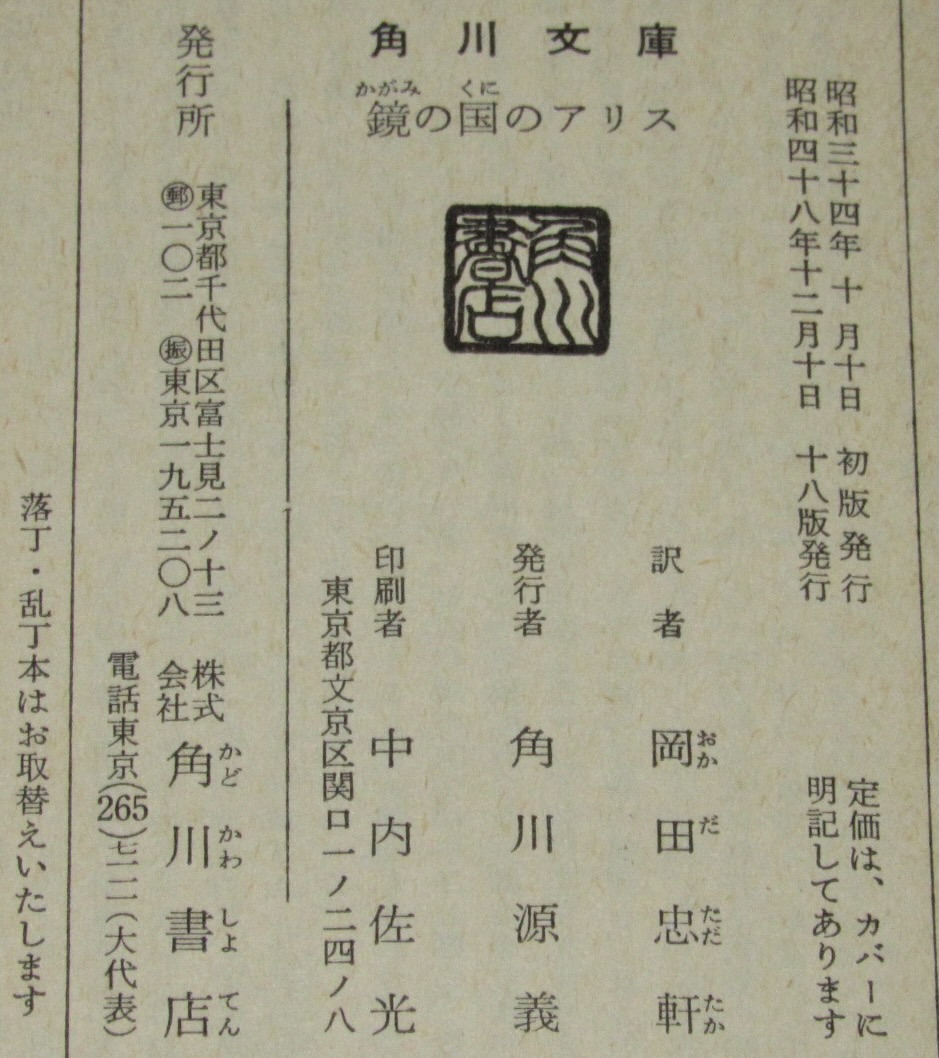 角川文庫
かがみ くに
鏡の国のアリス
昭和三十四年 十 月十日 初版発行
昭和四十八年十二月十日 十八版発行
定価は、カバーに
明記してあります
角川
書店
訳者 岡田忠軒
おか だ ただ たか
発行者 角川源義
印刷者 中内佐光
東京都文京区関口一ノ二四ノ八
発行所
東京都千代田区富士見二ノ十三
㊞一〇二 ㊞東京一九五二〇八
株式
会社
角川書店
かど かわ しよ てん
電話東京(265)七一一一(大代表)
落丁・乱丁本はお取替えいたします